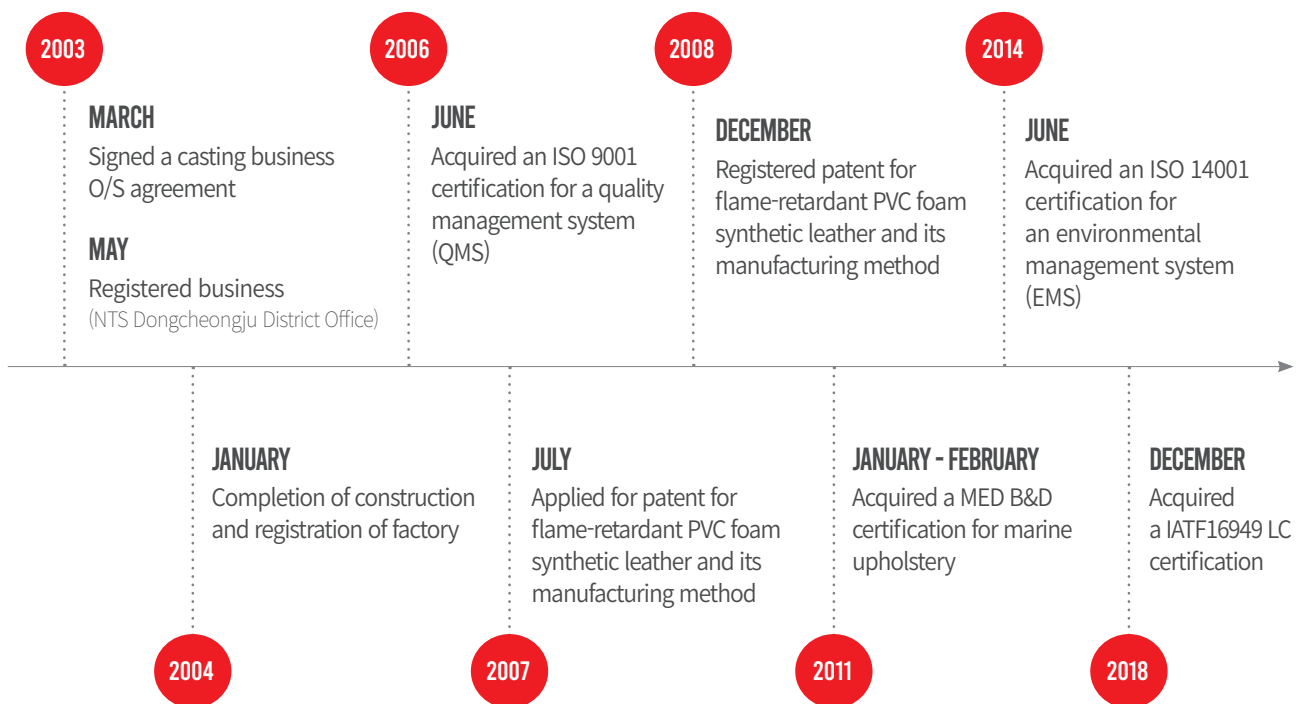 2003
MARCH
Signed a casting business
O/S agreement
MAY
Registered business
(NTS Dongcheongju District Office)
2004
JANUARY
Completion of construction
and registration of factory
2006
JUNE
Acquired an ISO 9001
certification for a quality
management system
(QMS)
2007
JULY
Applied for patent for
flame-retardant PVC foam
synthetic leather and its
manufacturing method
2008
DECEMBER
Registered patent for
flame-retardant PVC foam
synthetic leather and its
manufacturing method
2011
JANUARY - FEBRUARY
Acquired a MED B&D
certification for marine
upholstery
2014
JUNE
Acquired an ISO 14001
certification for
an environmental
management system
(EMS)
2018
DECEMBER
Acquired
a IATF16949 LC
certification